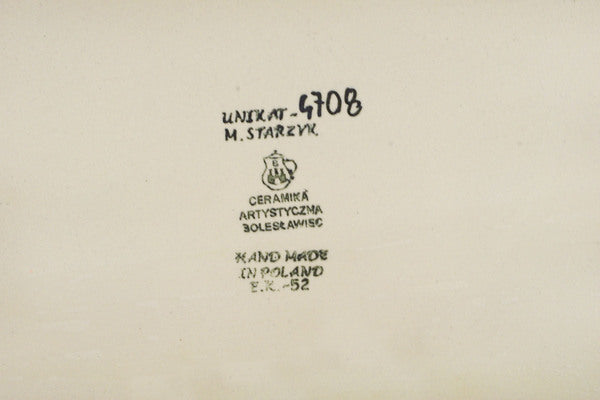 UNIKAT-4708
M. STARZYK
B
CERAMIKA
ARTYSTYCZNA
BOLESŁAWIEC
HAND MADE
IN POLAND
E.K.-52